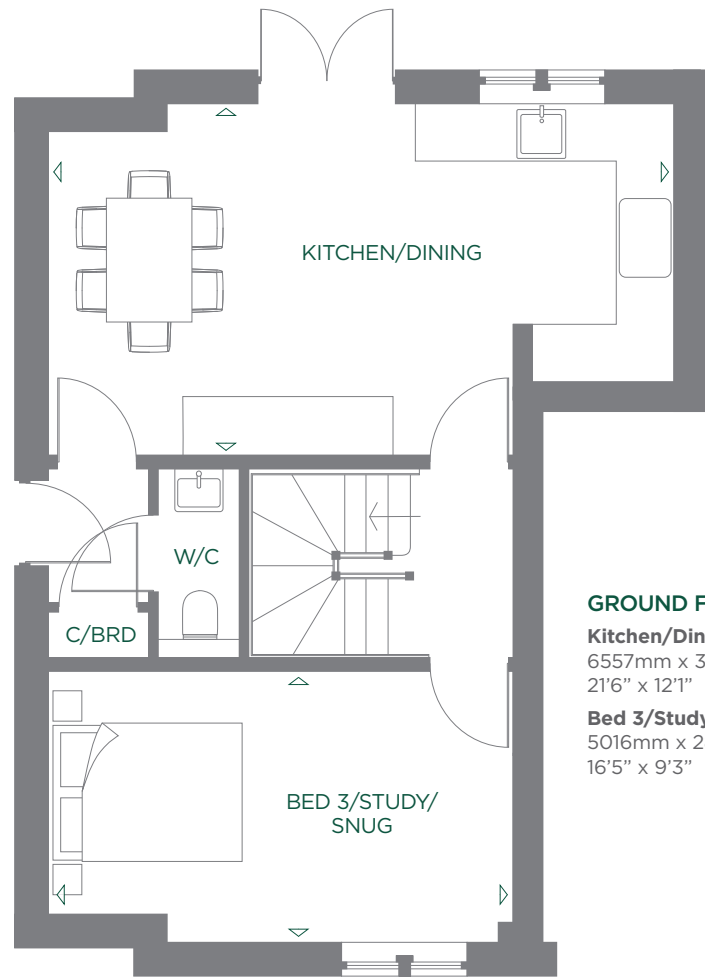 KITCHEN/DINING
W/C
C/BRD
BED 3/STUDY/
SNUG
GROUND F
Kitchen/Din
6557mm x 3
21'6” x 12'1”
Bed 3/Study
5016mm x 2
16'5” x 9'3”